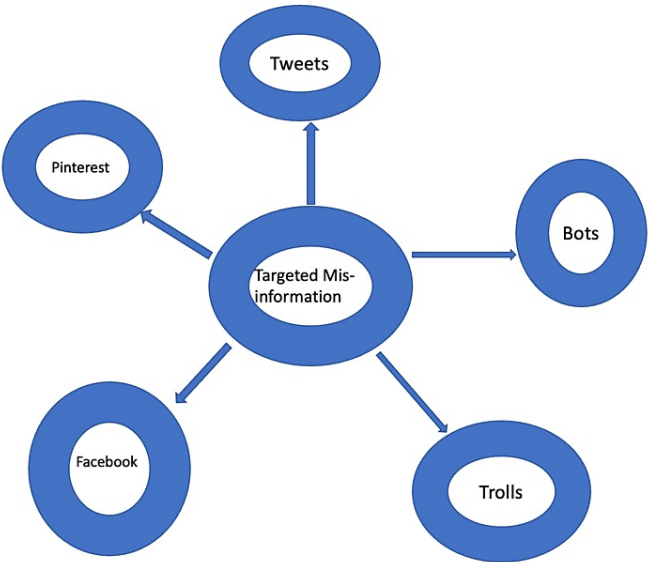 Tweets
Pinterest
Bots
Targeted Mis-
information
Facebook
Trolls